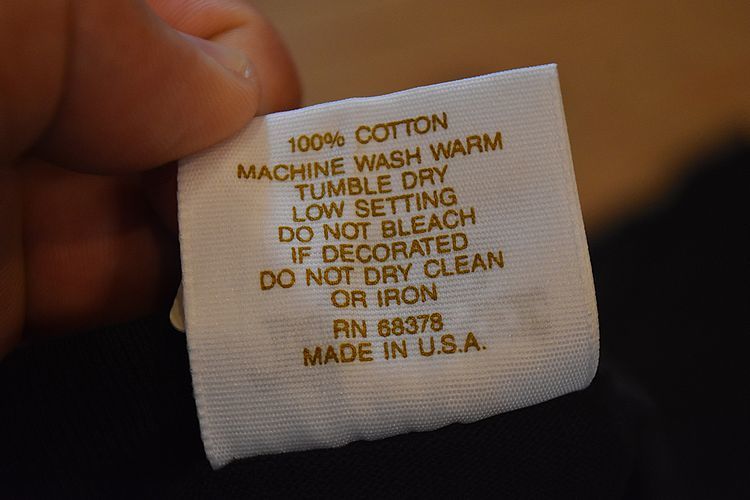 100% COTTON
MACHINE WASH WARM
TUMBLE DRY
LOW SETTING
DO NOT BLEACH
IF DECORATED
DO NOT DRY CLEAN
OR IRON
RN 68378
MADE IN U.S.A.